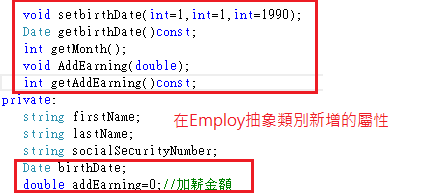 void setbirthDate(int=1,int=1,int=1990);
Date getbirthDate()const;
int getMonth();
void AddEarning(double);
int getAddEarning()const;
private:
string firstName;
string lastName;
string socialSecurityNumber;
在Employ抽象類別新增的屬性
Date birthDate;
double addEarning=0;//加薪金額